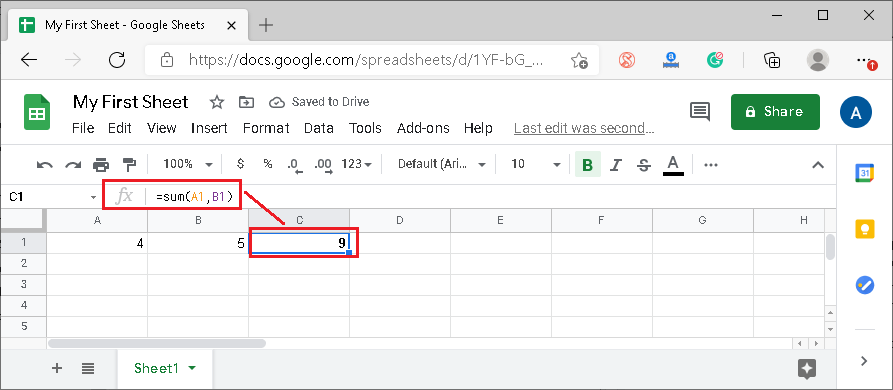 My First Sheet - Google Sheets
https://docs.google.com/spreadsheets/d/1YF-bG_...
My First Sheet Saved to Drive
File Edit View Insert Format Data Tools Add-ons Help Last edit was second...
Share
A
100% $ % .0 .00 123 Default (Ari... 10 B I S A
C1 fx =sum(A1,B1)
A B C D E F G H
1 4 5 9
2
3
4
5
Sheet1
31